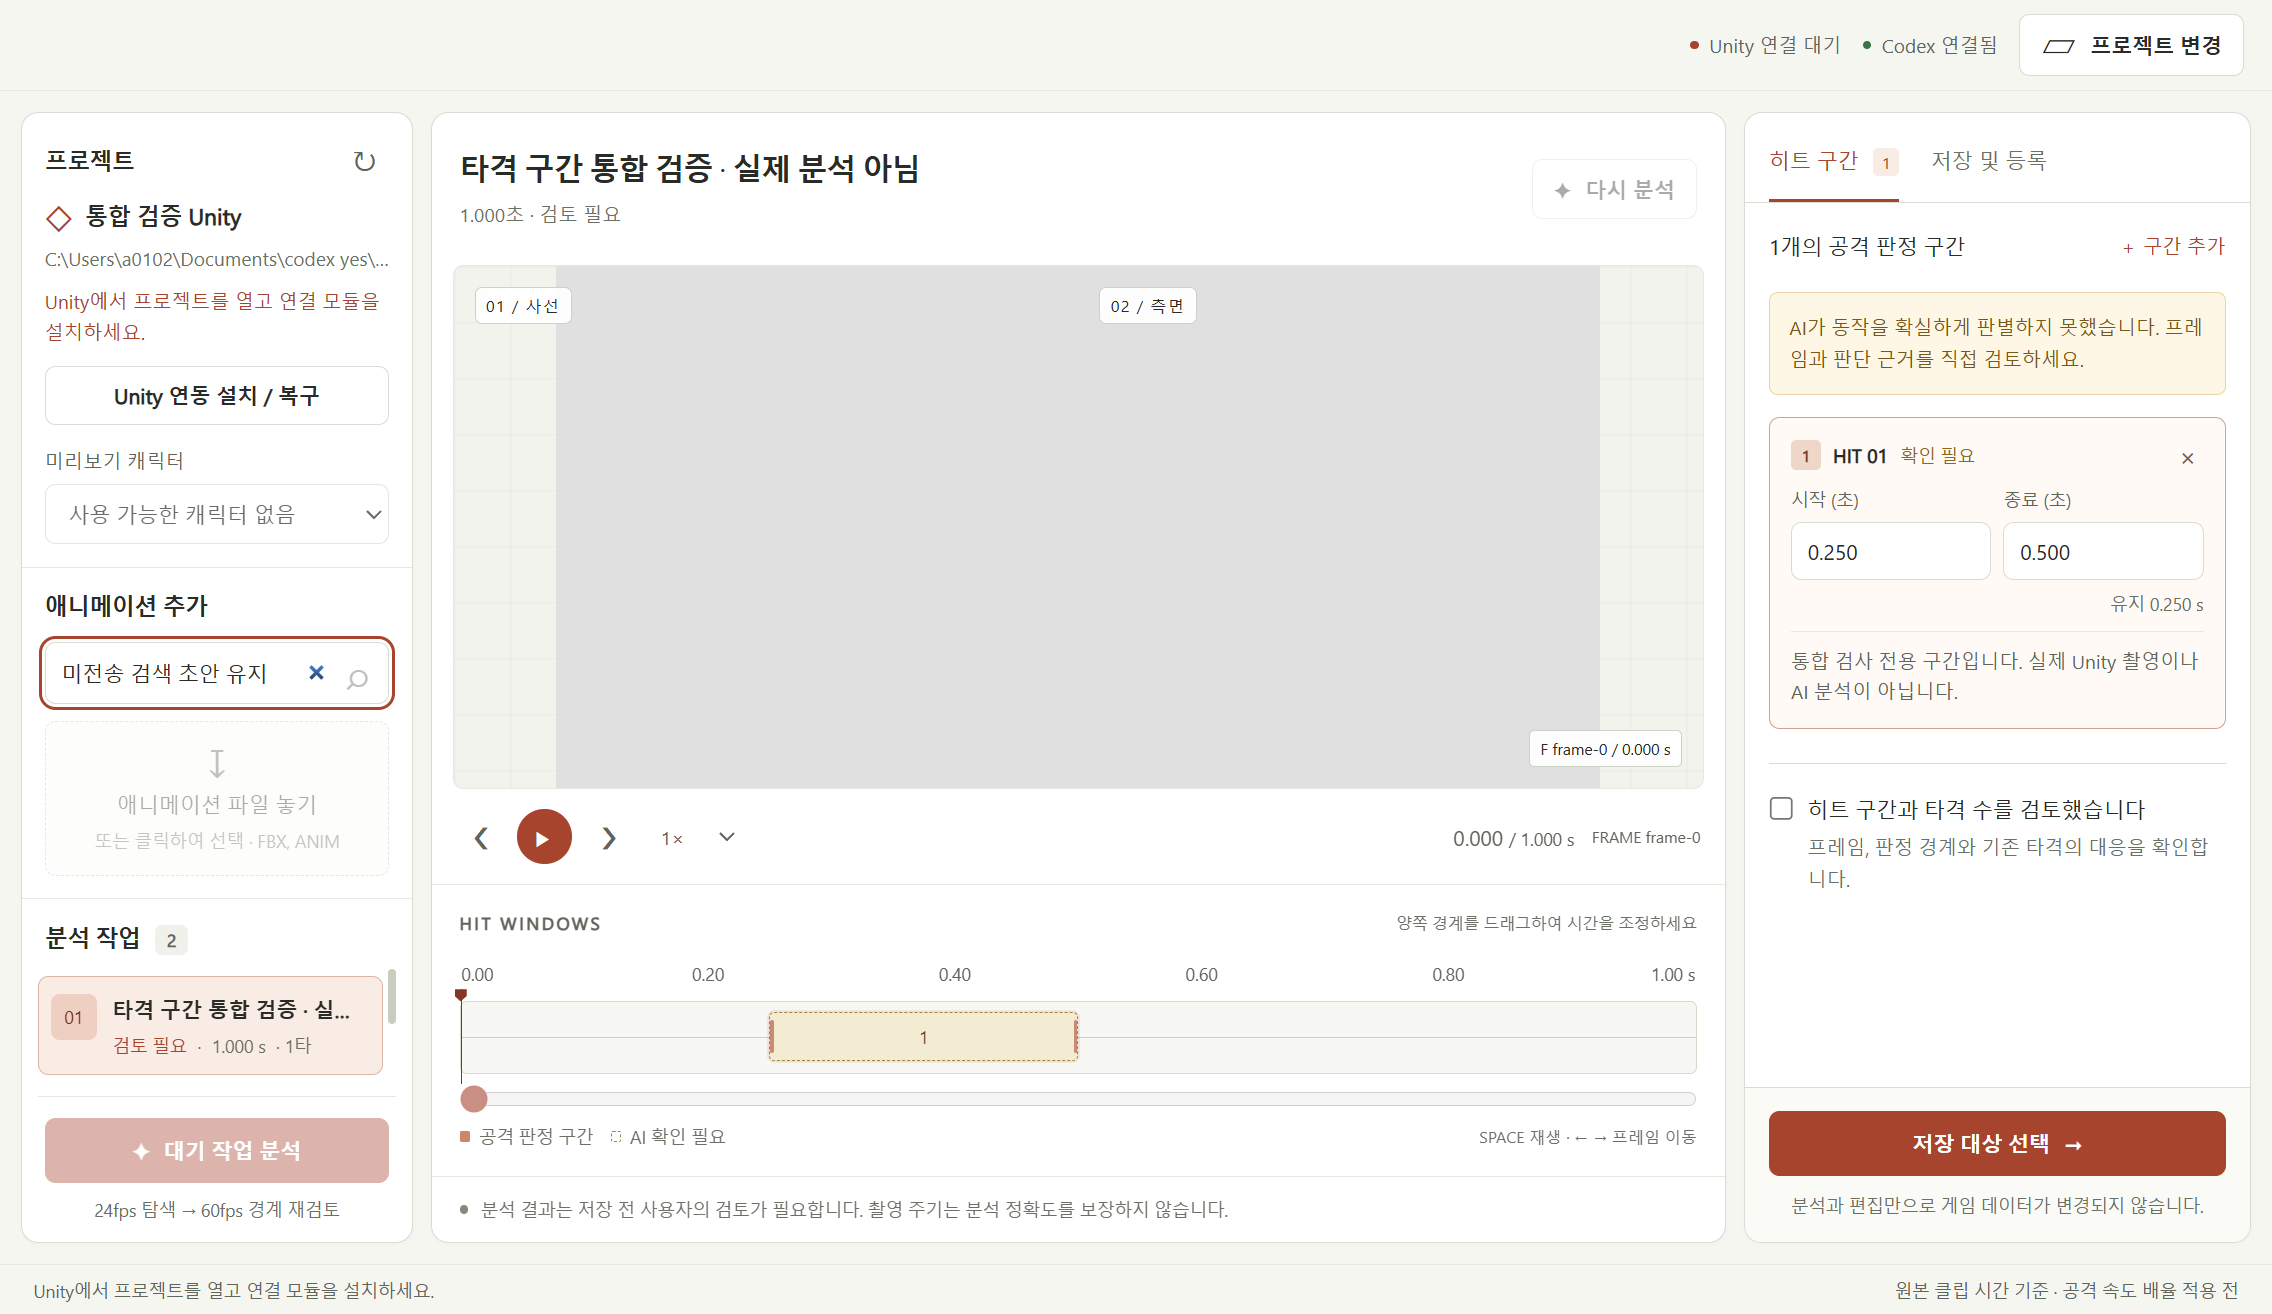 Unity 연결 대기
Codex 연결됨
프로젝트 변경
프로젝트
통합 검증 Unity
C:\Users\a0102\Documents\codex yes\...
Unity에서 프로젝트를 열고 연결 모듈을
설치하세요.
Unity 연동 설치 / 복구
미리보기 캐릭터
사용 가능한 캐릭터 없음
애니메이션 추가
미전송 검색 초안 유지
애니메이션 파일 놓기
또는 클릭하여 선택 · FBX, ANIM
분석 작업 2
01 타격 구간 통합 검증 · 실...
검토 필요 · 1.000 s · 1타
대기 작업 분석
24fps 탐색 → 60fps 경계 재검토
타격 구간 통합 검증 · 실제 분석 아님
1.000초 · 검토 필요
다시 분석
01 / 사선
02 / 측면
F frame-0 / 0.000 s
1×
0.000 / 1.000 s FRAME frame-0
HIT WINDOWS
양쪽 경계를 드래그하여 시간을 조정하세요
0.00 0.20 0.40 0.60 0.80 1.00 s
1
공격 판정 구간 AI 확인 필요
SPACE 재생 · ← → 프레임 이동
분석 결과는 저장 전 사용자의 검토가 필요합니다. 촬영 주기는 분석 정확도를 보장하지 않습니다.
히트 구간 1
저장 및 등록
1개의 공격 판정 구간
+ 구간 추가
AI가 동작을 확실하게 판별하지 못했습니다. 프레
임과 판단 근거를 직접 검토하세요.
1 HIT 01 확인 필요 ×
시작 (초) 종료 (초)
0.250 0.500
유지 0.250 s
통합 검사 전용 구간입니다. 실제 Unity 촬영이나
AI 분석이 아닙니다.
히트 구간과 타격 수를 검토했습니다
프레임, 판정 경계와 기존 타격의 대응을 확인합
니다.
저장 대상 선택 →
분석과 편집만으로 게임 데이터가 변경되지 않습니다.
Unity에서 프로젝트를 열고 연결 모듈을 설치하세요.
원본 클립 시간 기준 · 공격 속도 배율 적용 전